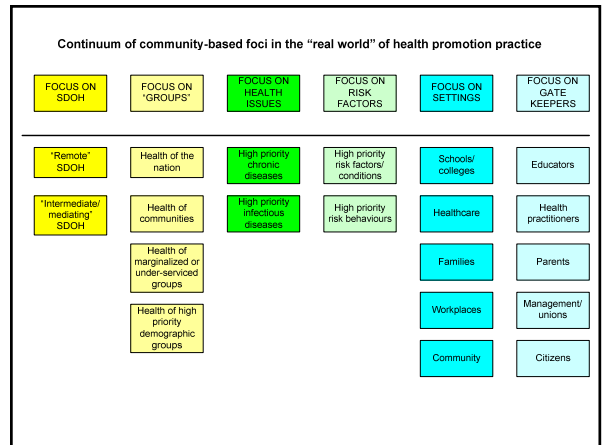 Continuum of community-based foci in the “real world” of health promotion practice
FOCUS ON
SDOH
FOCUS ON
“GROUPS”
FOCUS ON
HEALTH
ISSUES
FOCUS ON
RISK
FACTORS
FOCUS ON
SETTINGS
FOCUS ON
GATE
KEEPERS
“Remote”
SDOH
Health of the
nation
High priority
chronic
diseases
High priority
risk factors/
conditions
Schools/
colleges
Educators
“Intermediate/
mediating”
SDOH
Health of
communities
High priority
infectious
diseases
High priority
risk behaviours
Healthcare
Health
practitioners
Health of
marginalized or
under-serviced
groups
Families
Parents
Health of high
priority
demographic
groups
Workplaces
Management/
unions
Community
Citizens